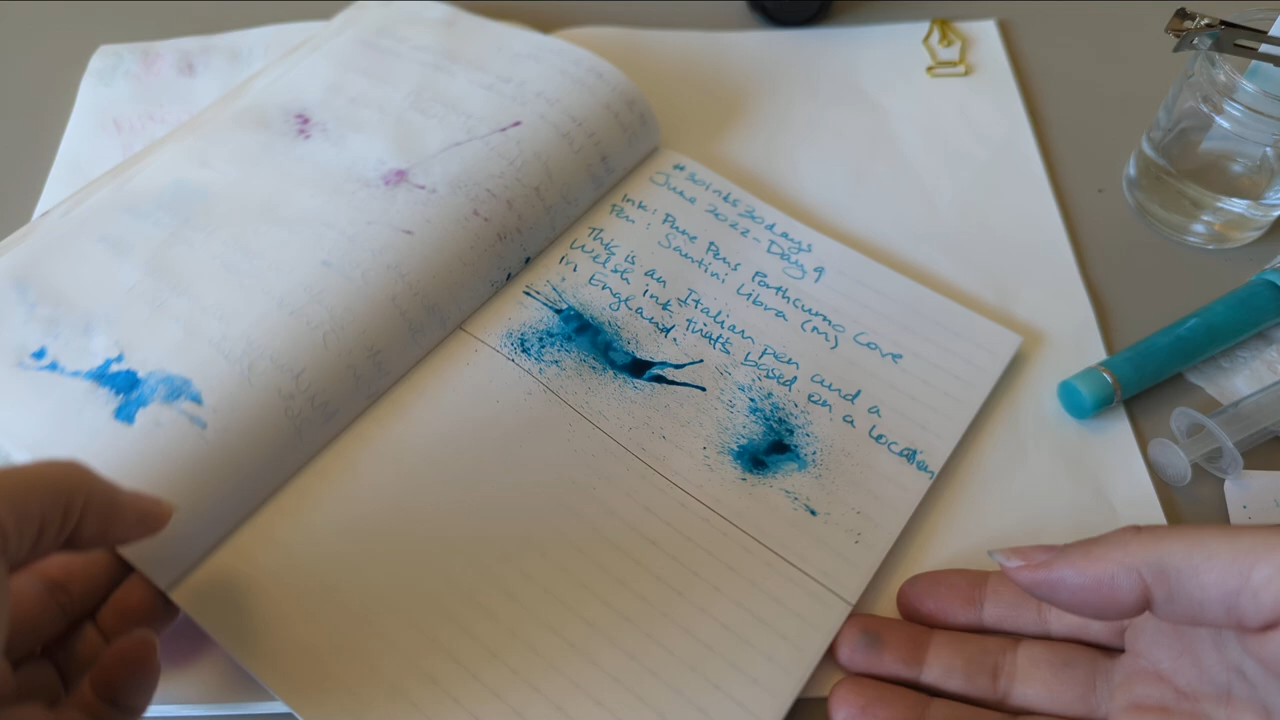 #30inks30days
June 2022 - Day 9
Ink: Pure Pens Porthcurno Cove
Pen: Santini Libra (m)
This is an Italian pen and a
Welsh ink that's based on a location
in England.